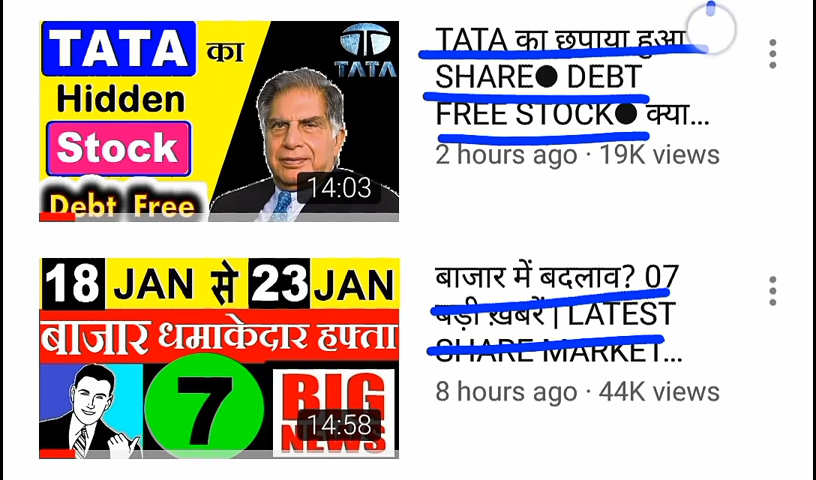 TATA का
Hidden
Stock
Debt Free
TATA
14:03
TATA का छपाया हुआ
SHARE● DEBT
FREE STOCK● क्या...
2 hours ago · 19K views
18 JAN से 23 JAN
बाजार धमाकेदार हफ्ता
7
BIG
NEWS
14:58
बाजार में बदलाव? 07
बड़ी ख़बरें | LATEST
SHARE MARKET...
8 hours ago · 44K views